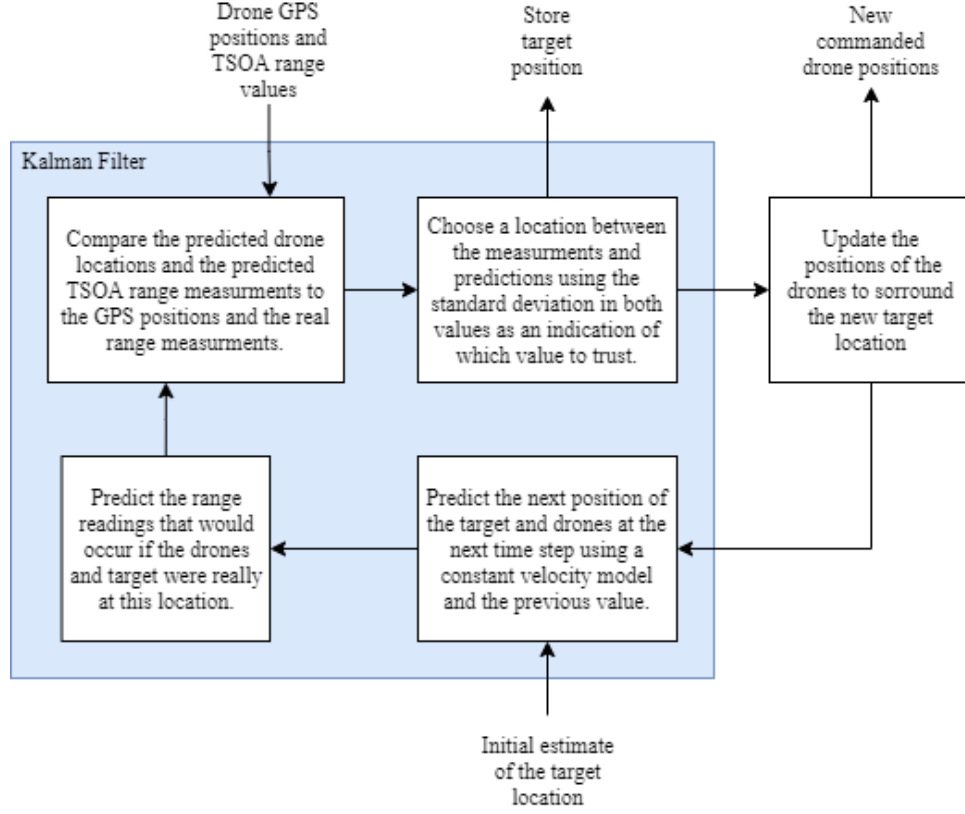 Drone GPS
positions and
TSOA range
values
Store
target
position
New
commanded
drone positions
Kalman Filter
Compare the predicted drone
locations and the predicted
TSOA range measurments to
the GPS positions and the real
range measurments.
Choose a location between
the measurments and
predictions using the
standard deviation in both
values as an indication of
which value to trust.
Update the
positions of the
drones to sorround
the new target
location
Predict the range
readings that would
occur if the drones
and target were really
at this location.
Predict the next position of
the target and drones at the
next time step using a
constant velocity model
and the previous value.
Initial estimate
of the target
location